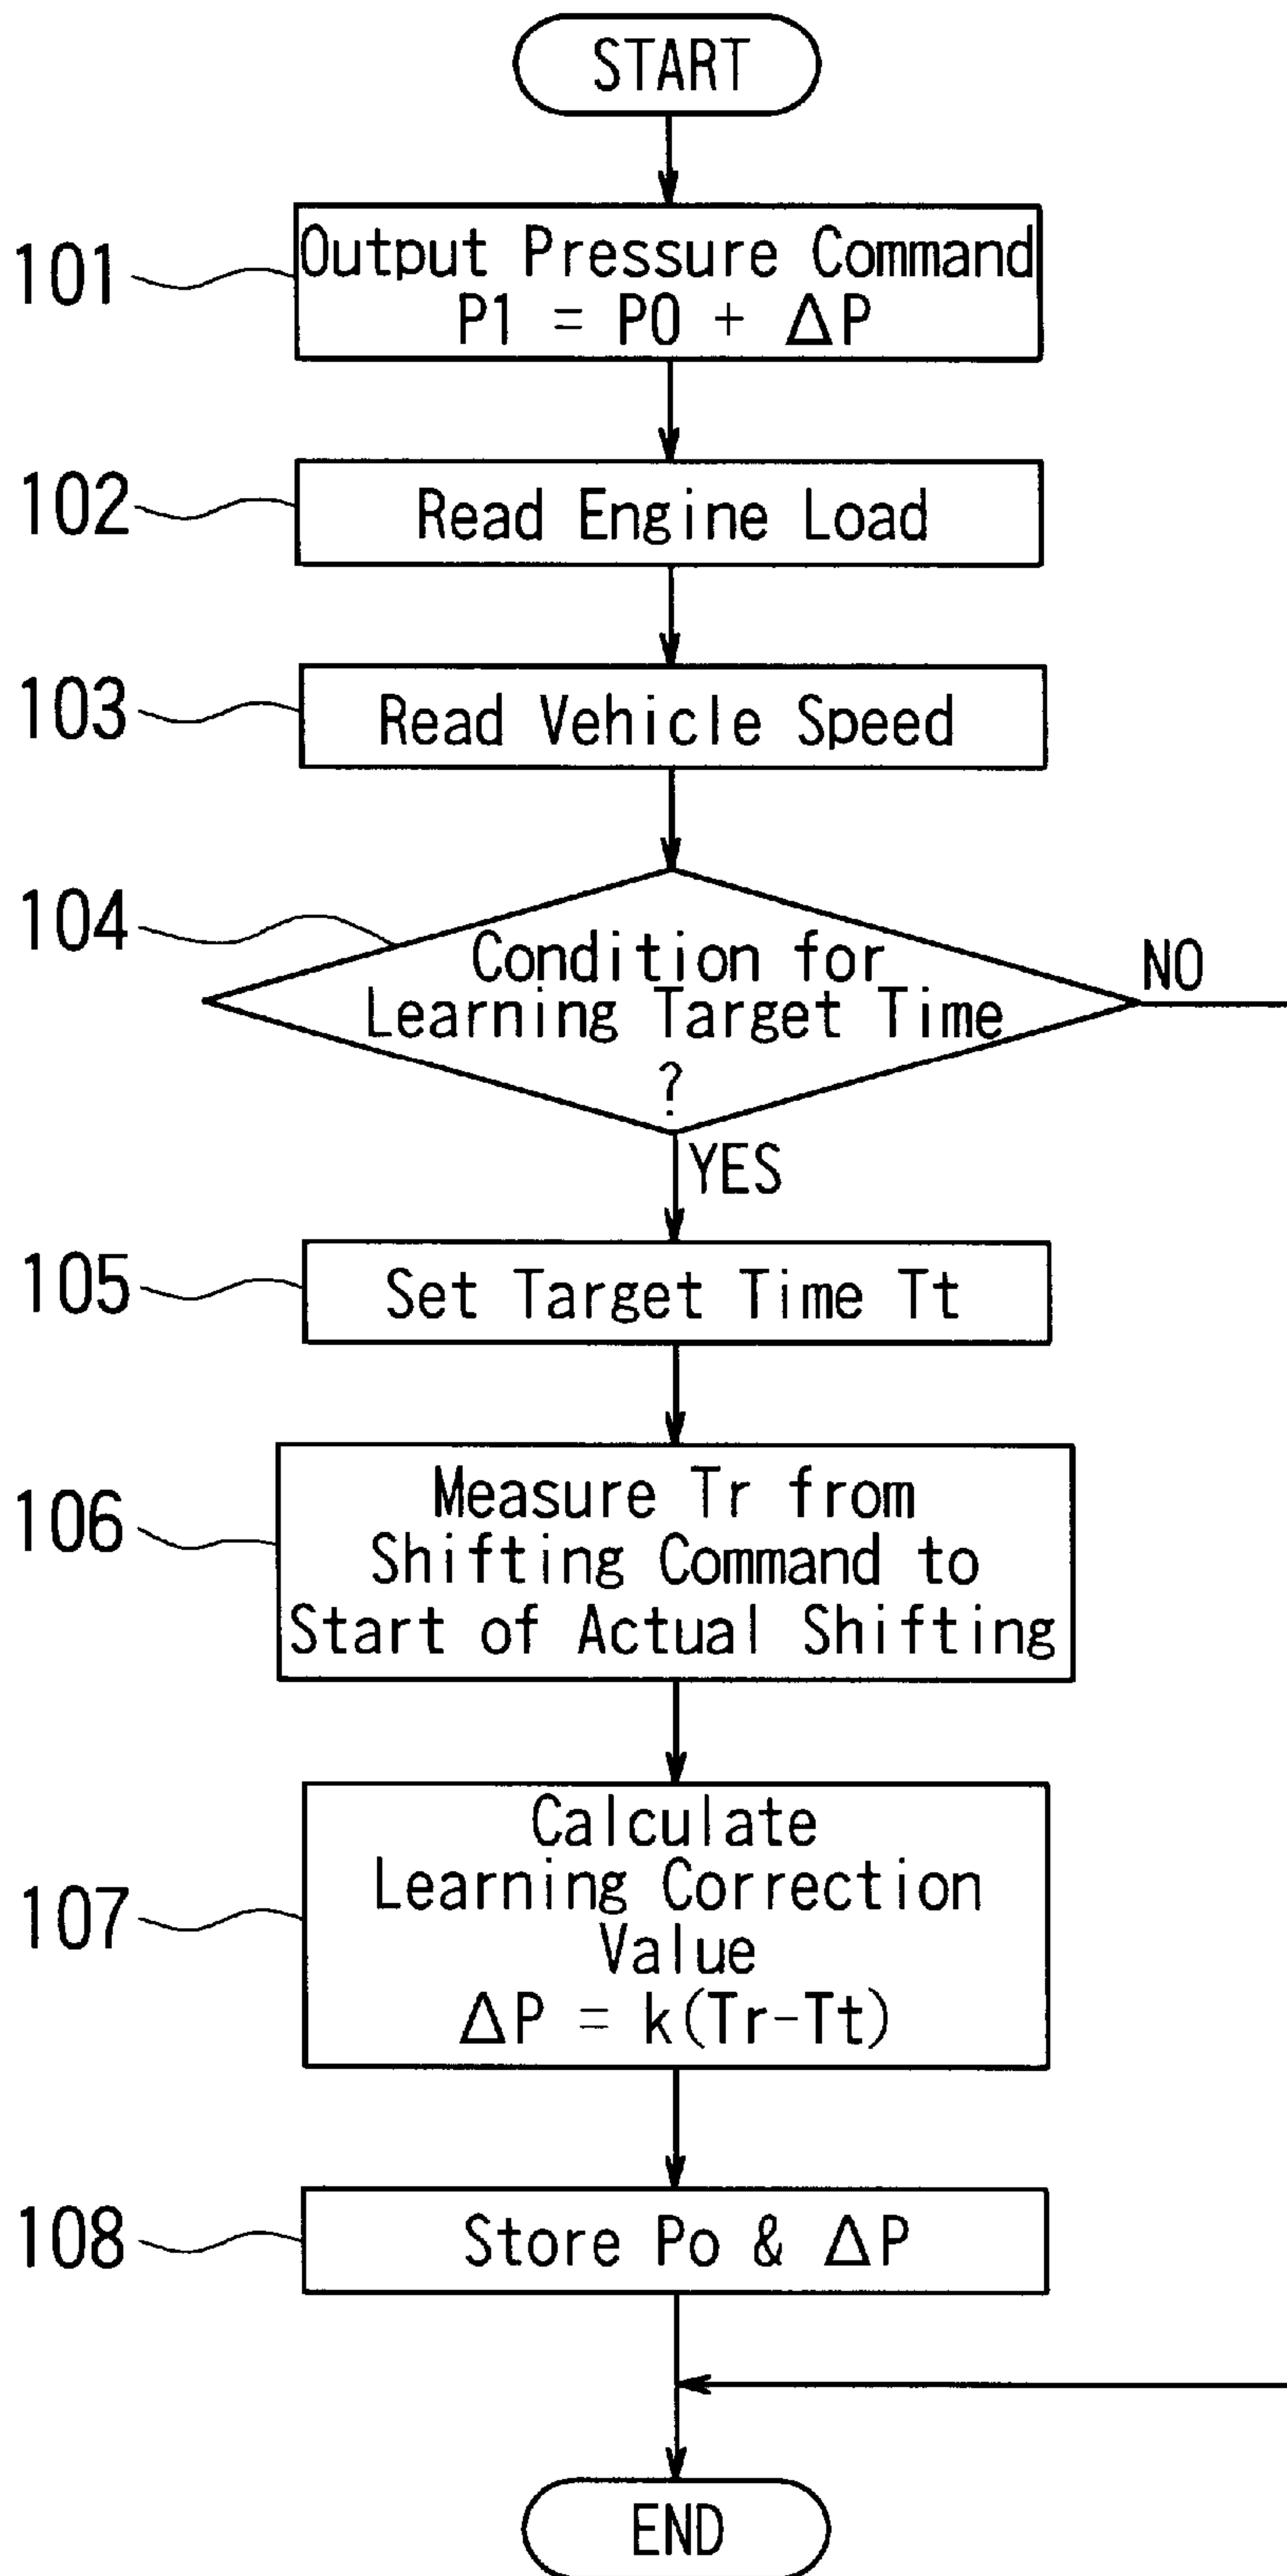 START
101
Output Pressure Command
P1 = P0 + ΔP
102
Read Engine Load
103
Read Vehicle Speed
104
Condition for
Learning Target Time
?
NO
YES
105
Set Target Time Tt
106
Measure Tr from
Shifting Command to
Start of Actual Shifting
107
Calculate
Learning Correction
Value
ΔP = k(Tr-Tt)
108
Store Po & ΔP
END